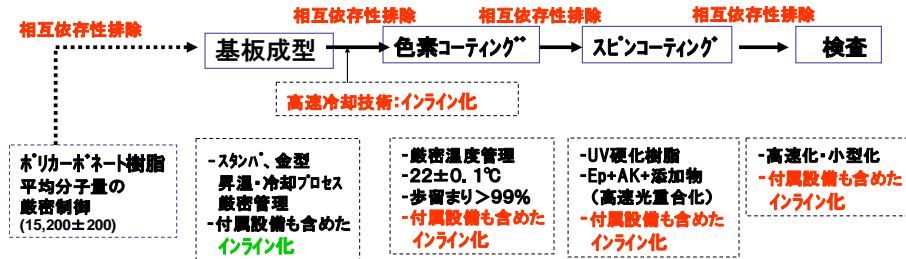 相互依存性排除
相互依存性排除
相互依存性排除
相互依存性排除
基板成型
色素コーティング
スピンコーティング
検査
高速冷却技術:インライン化
ポリカーボネート樹脂
平均分子量の
厳密制御
(15,200±200)
-スタンパ、金型
昇温・冷却プロセス
厳密管理
-付属設備も含めた
インライン化
-厳密温度管理
-22±0.1℃
-歩留まり>99%
-付属設備も含めた
インライン化
-UV硬化樹脂
-Ep+AK+添加物
(高速光重合化)
-付属設備も含めた
インライン化
-高速化・小型化
-付属設備も含めた
インライン化